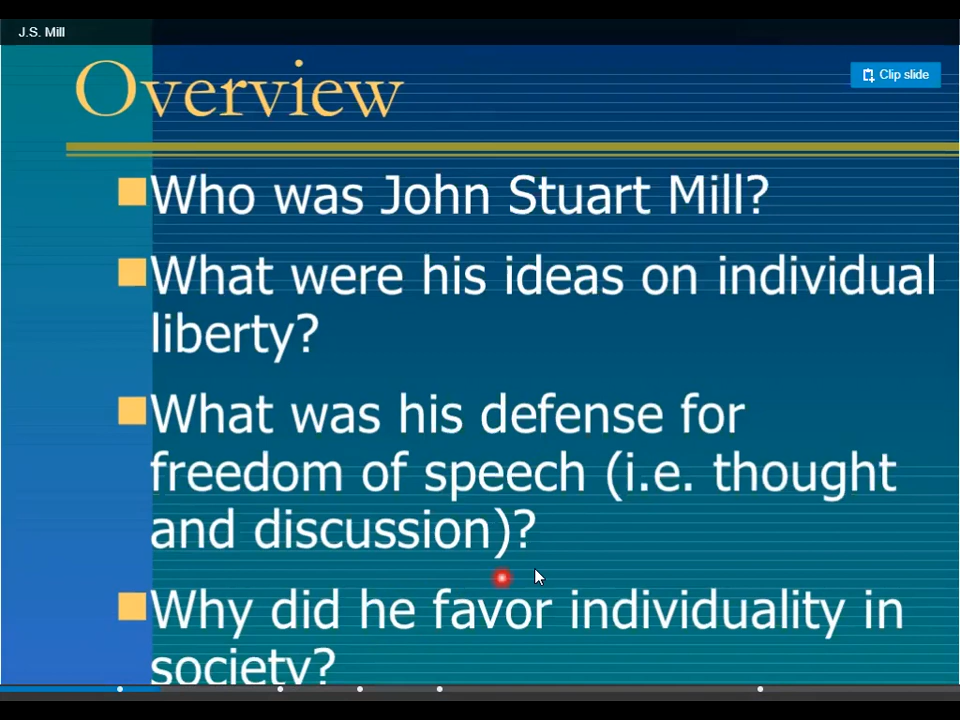 J.S. Mill
Clip slide
Overview
Who was John Stuart Mill?
What were his ideas on individual
liberty?
What was his defense for
freedom of speech (i.e. thought
and discussion)?
Why did he favor individuality in
society?